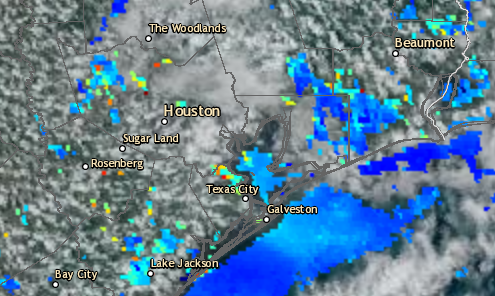 The Woodlands
Beaumont
Houston
Sugar Land
Rosenberg
Texas City
Galveston
Lake Jackson
Bay City